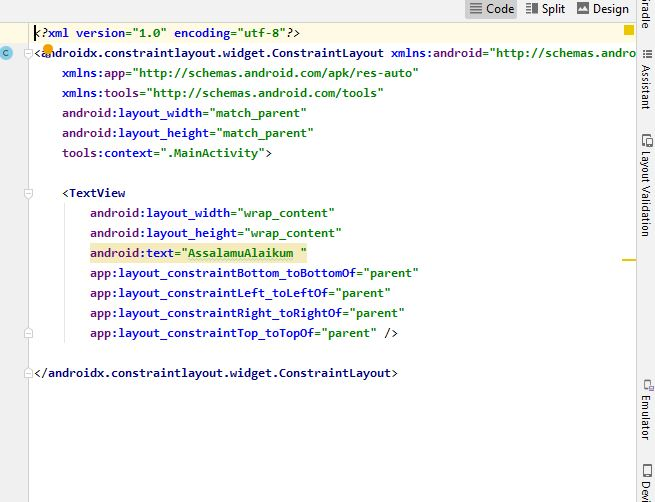 Code Split Design
<?xml version="1.0" encoding="utf-8"?>
<androidx.constraintlayout.widget.ConstraintLayout xmlns:android="http://schemas.andro
xmlns:app="http://schemas.android.com/apk/res-auto"
xmlns:tools="http://schemas.android.com/tools"
android:layout_width="match_parent"
android:layout_height="match_parent"
tools:context=".MainActivity">
<TextView
android:layout_width="wrap_content"
android:layout_height="wrap_content"
android:text="AssalamuAlaikum "
app:layout_constraintBottom_toBottomOf="parent"
app:layout_constraintLeft_toLeftOf="parent"
app:layout_constraintRight_toRightOf="parent"
app:layout_constraintTop_toTopOf="parent" />
</androidx.constraintlayout.widget.ConstraintLayout>
C
Gradle
Assistant
Layout Validation
Emulator
Devi